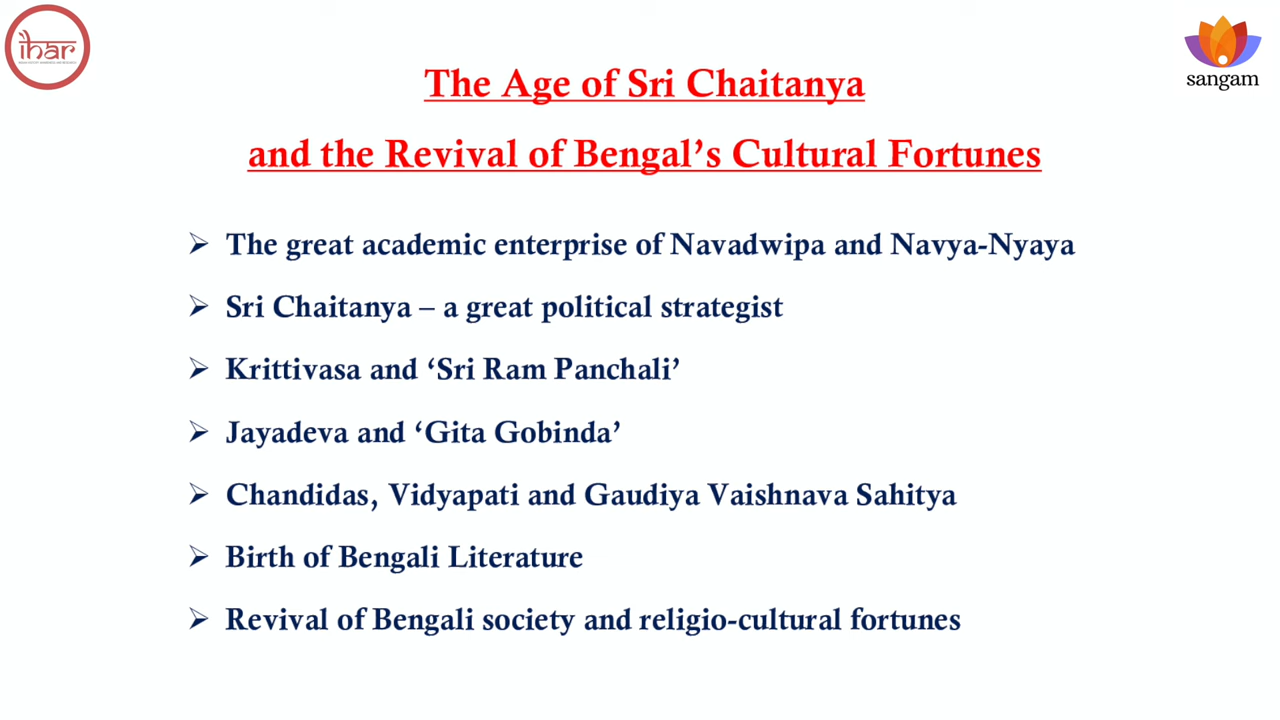 ihar
sangam
The Age of Sri Chaitanya
and the Revival of Bengal’s Cultural Fortunes
➢ The great academic enterprise of Navadwipa and Navya-Nyaya
➢ Sri Chaitanya – a great political strategist
➢ Krittivasa and ‘Sri Ram Panchali’
➢ Jayadeva and ‘Gita Gobinda’
➢ Chandidas, Vidyapati and Gaudiya Vaishnava Sahitya
➢ Birth of Bengali Literature
➢ Revival of Bengali society and religio-cultural fortunes